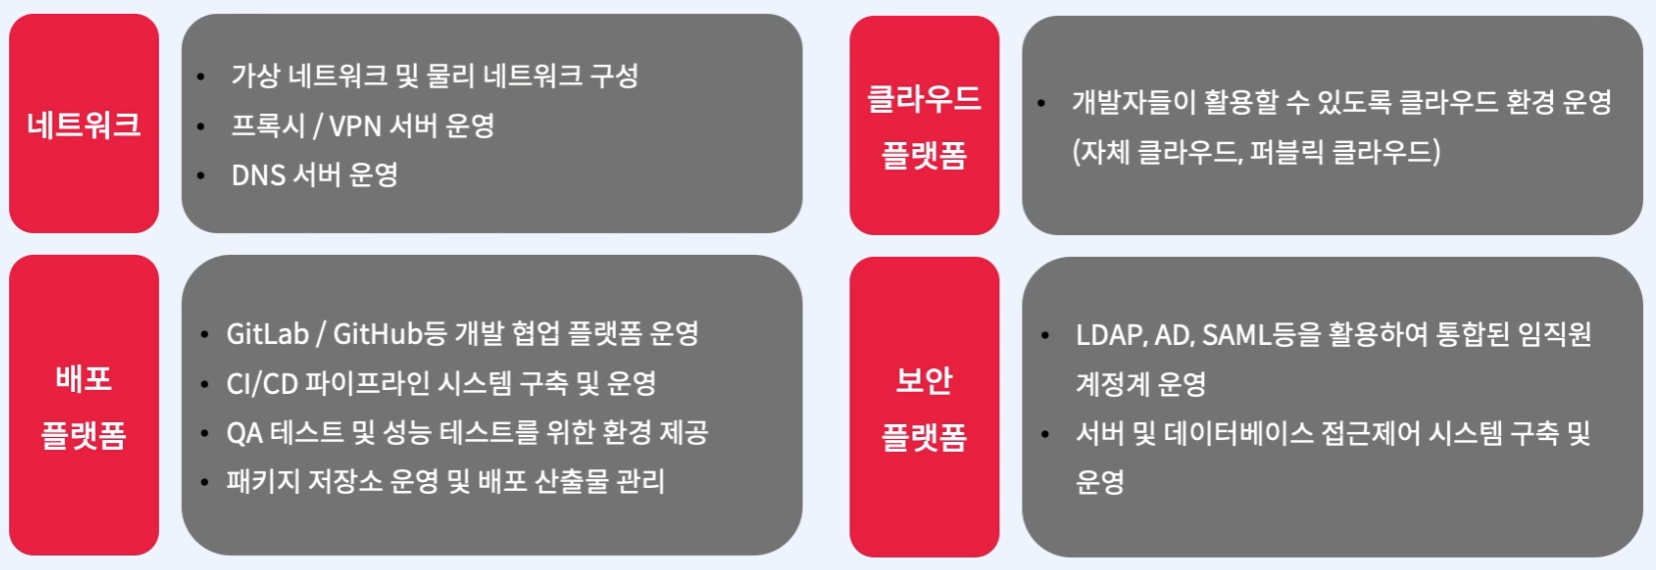 네트워크
• 가상 네트워크 및 물리 네트워크 구성
• 프록시 / VPN 서버 운영
• DNS 서버 운영
클라우드
플랫폼
• 개발자들이 활용할 수 있도록 클라우드 환경 운영
(자체 클라우드, 퍼블릭 클라우드)
배포
플랫폼
• GitLab / GitHub등 개발 협업 플랫폼 운영
• CI/CD 파이프라인 시스템 구축 및 운영
• QA 테스트 및 성능 테스트를 위한 환경 제공
• 패키지 저장소 운영 및 배포 산출물 관리
보안
플랫폼
• LDAP, AD, SAML등을 활용하여 통합된 임직원
계정계 운영
• 서버 및 데이터베이스 접근제어 시스템 구축 및
운영